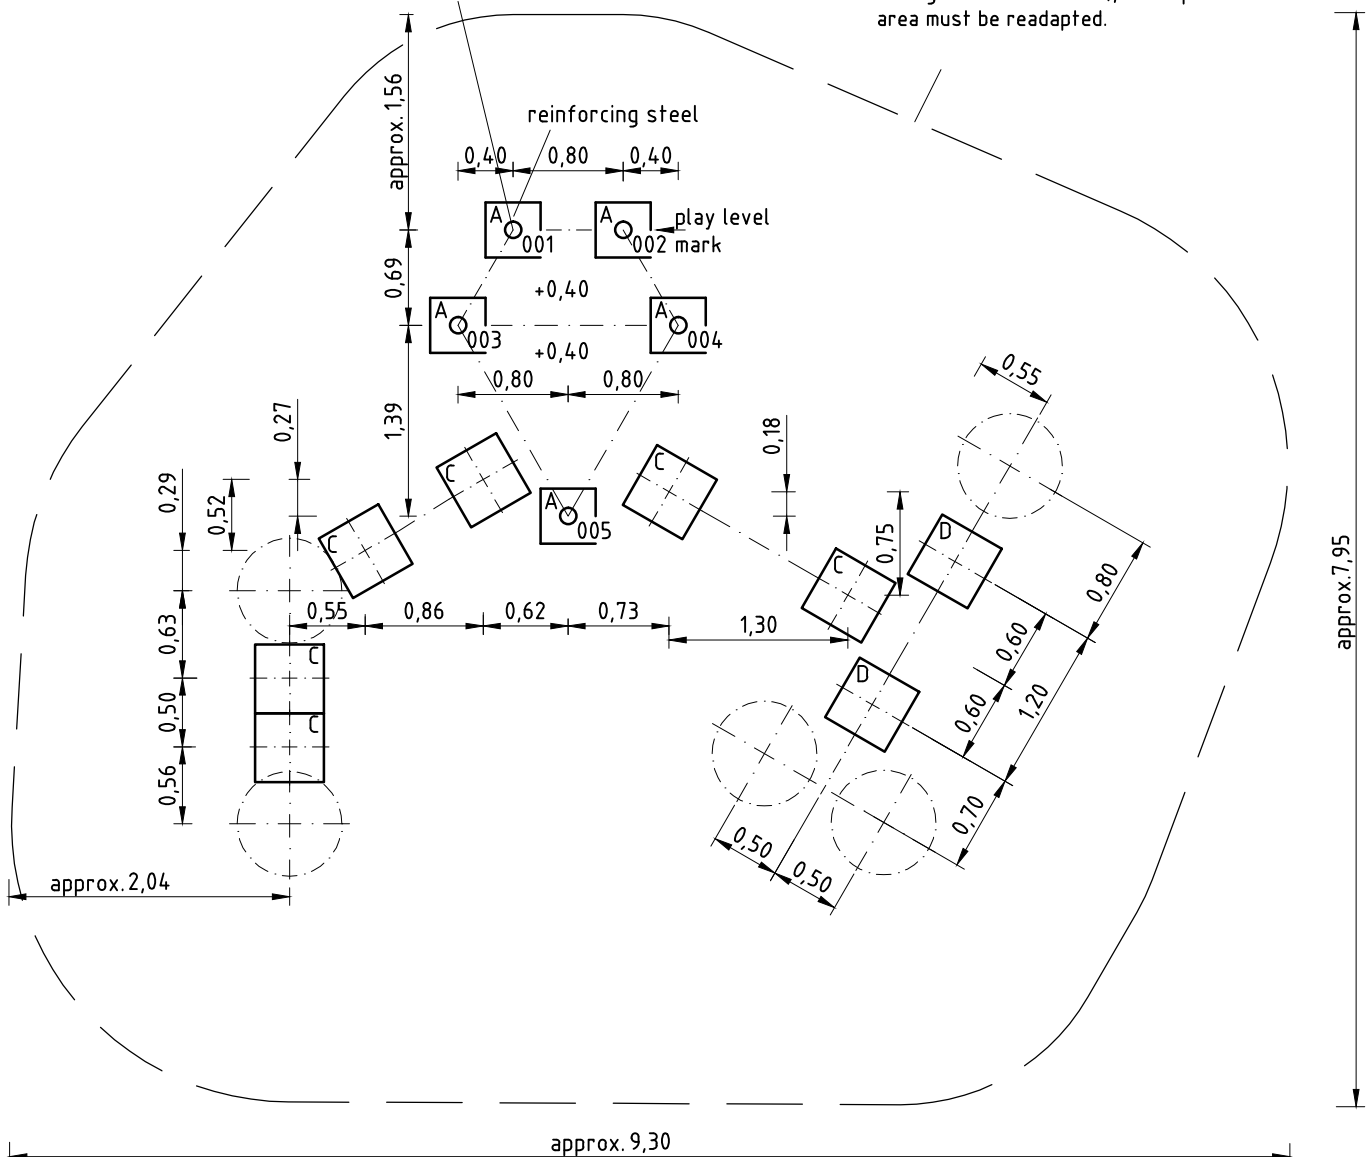 area must be readapted.
approx. 1,56
reinforcing steel
0,40
0,80
0,40
A
001
A
002
play level
mark
0,69
+0,40
A
003
A
004
+0,40
0,80
0,80
0,55
1,39
0,27
0,18
C
C
0,29
0,52
A
005
C
0,75
D
C
0,80
approx.7,95
0,55
0,86
0,62
0,73
1,30
0,63
0,60
C
D
1,20
0,50
0,60
C
0,56
0,70
0,50
0,50
approx.2,04
approx. 9,30